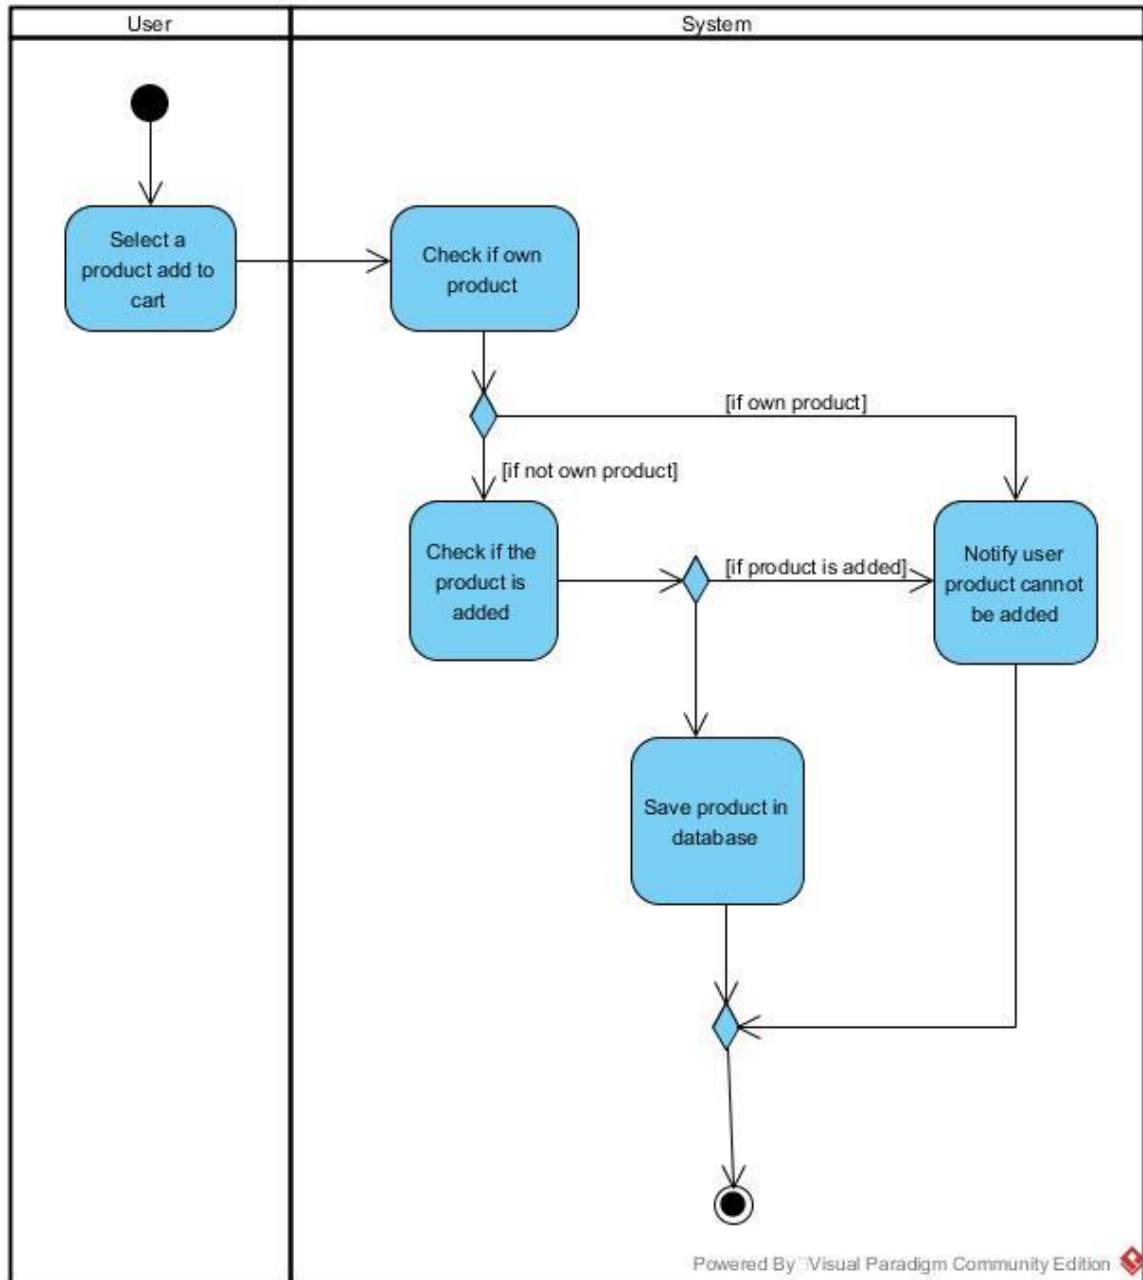 User
System
Select a
product add to
cart
Check if own
product
[if own product]
[if not own product]
Check if the
product is
added
[if product is added]
Notify user
product cannot
be added
Save product in
database
Powered By Visual Paradigm Community Edition